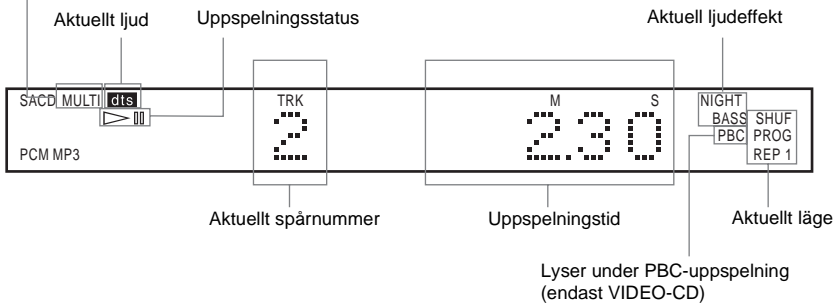 Aktuellt ljud
Uppspelningsstatus
Aktuell ljudeffekt
SACD MULTI dts
TRK
M S
NIGHT
BASS SHUF
2
2.30
PBC PROG
PCM MP3
REP 1
Aktuellt spårnummer
Uppspelningstid
Aktuellt läge
Lyser under PBC-uppspelning
(endast VIDEO-CD)